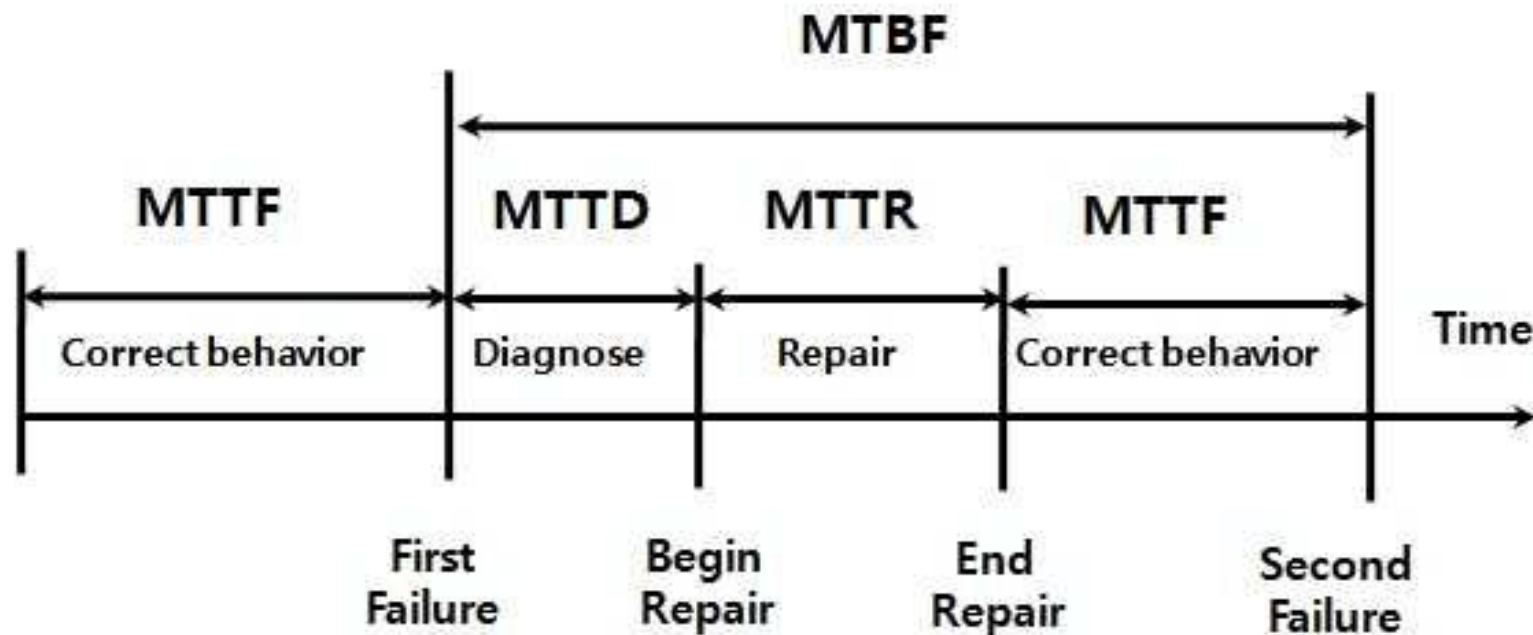 MTBF
MTTF MTTD MTTR MTTF
Correct behavior Diagnose Repair Correct behavior Time
First Failure
Begin Repair
End Repair
Second Failure